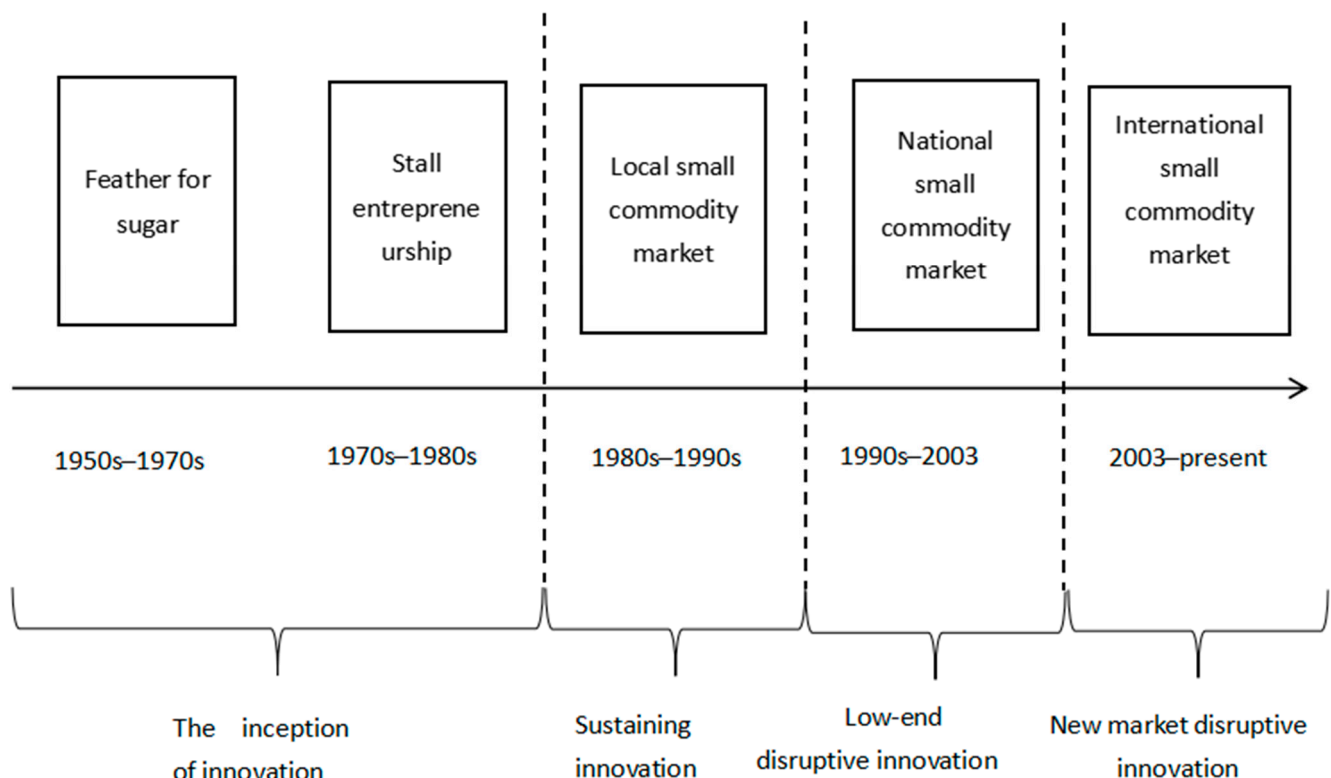 Feather for
sugar
Stall
entreprene
urship
Local small
commodity
market
National
small
commodity
market
International
small
commodity
market
1950s–1970s
1970s–1980s
1980s–1990s
1990s–2003
2003–present
The inception
of innovation
Sustaining
innovation
Low-end
disruptive innovation
New market disruptive
innovation